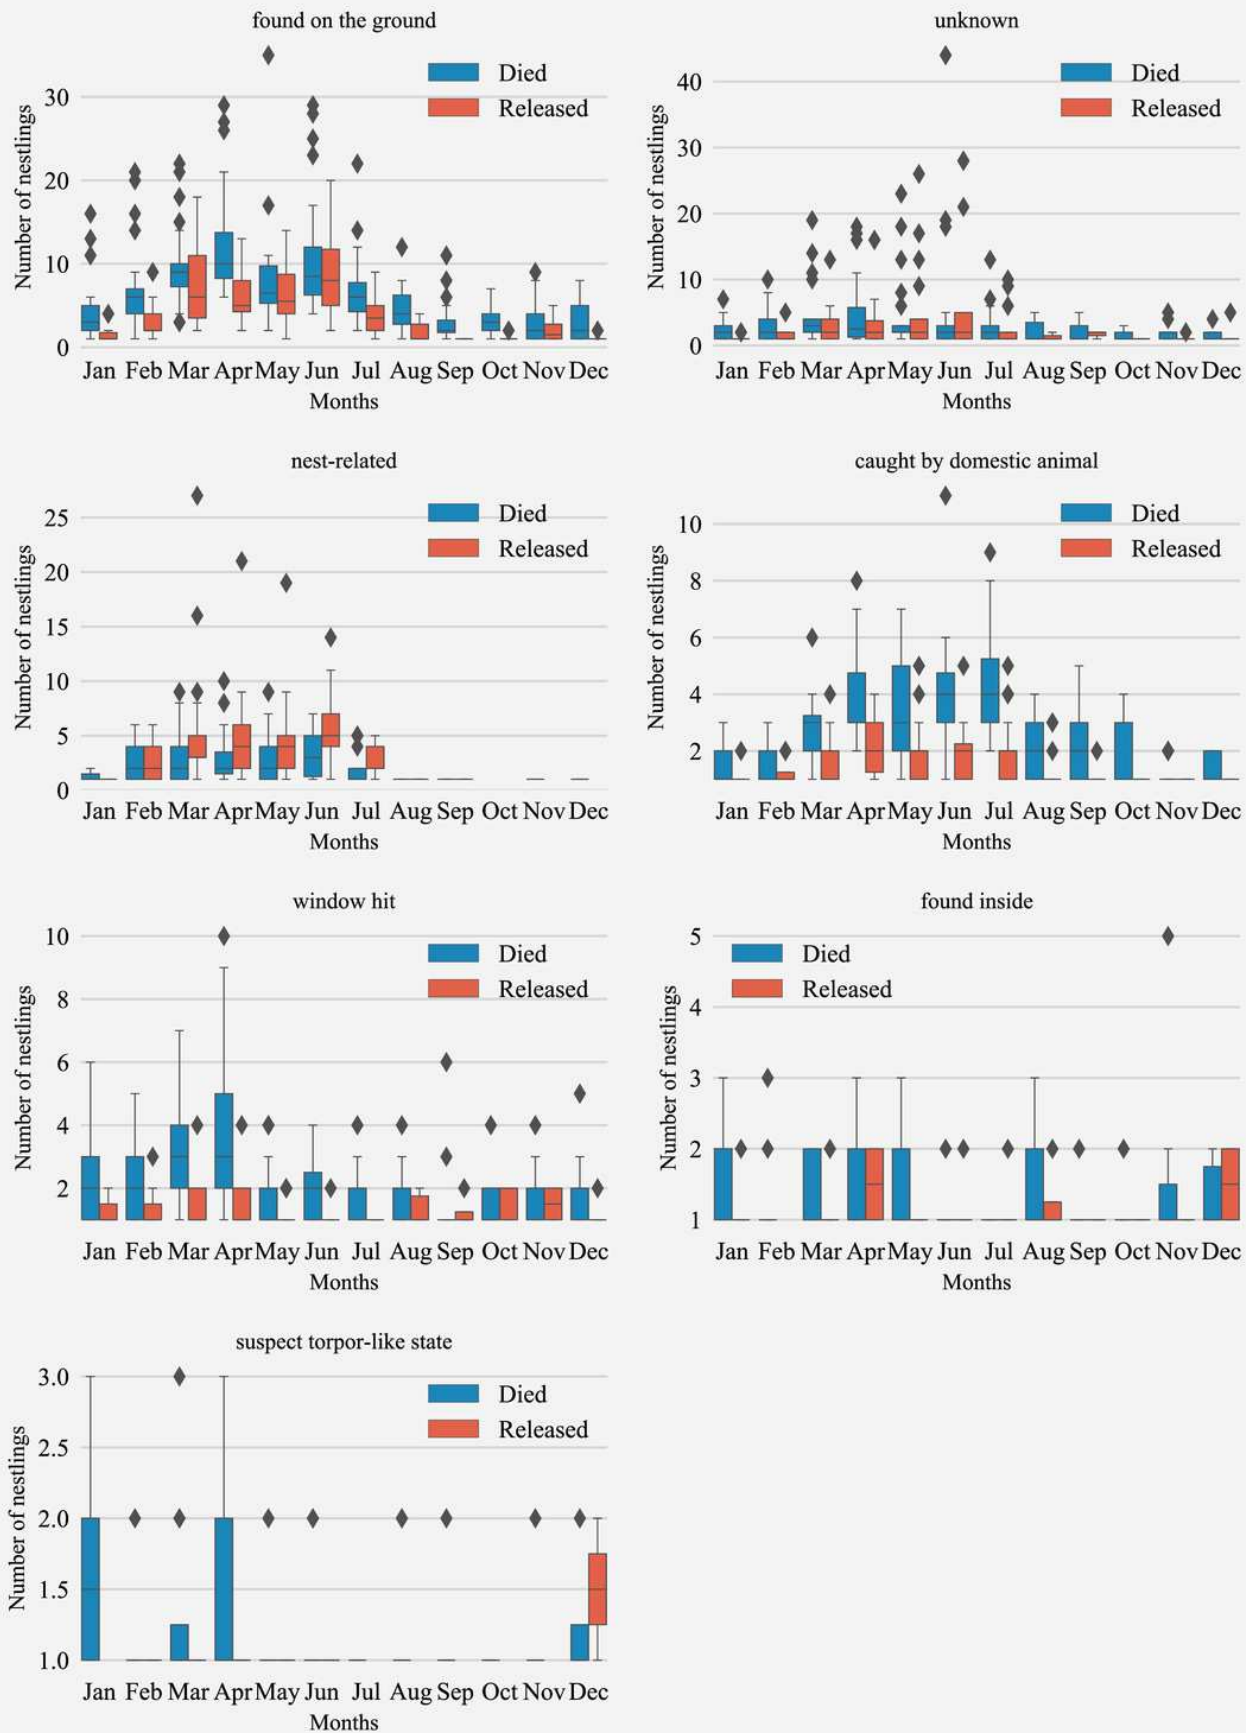 found on the ground
Number of nestlings
30
20
10
0
Died
Released
Jan Feb Mar Apr May Jun Jul Aug Sep Oct Nov Dec
Months
unknown
Number of nestlings
40
30
20
10
0
Died
Released
Jan Feb Mar Apr May Jun Jul Aug Sep Oct Nov Dec
Months
nest-related
Number of nestlings
25
20
15
10
5
0
Died
Released
Jan Feb Mar Apr May Jun Jul Aug Sep Oct Nov Dec
Months
caught by domestic animal
Number of nestlings
10
8
6
4
2
Died
Released
Jan Feb Mar Apr May Jun Jul Aug Sep Oct Nov Dec
Months
window hit
Number of nestlings
10
8
6
4
2
Died
Released
Jan Feb Mar Apr May Jun Jul Aug Sep Oct Nov Dec
Months
found inside
Number of nestlings
5
4
3
2
1
Died
Released
Jan Feb Mar Apr May Jun Jul Aug Sep Oct Nov Dec
Months
suspect torpor-like state
Number of nestlings
3.0
2.5
2.0
1.5
1.0
Died
Released
Jan Feb Mar Apr May Jun Jul Aug Sep Oct Nov Dec
Months